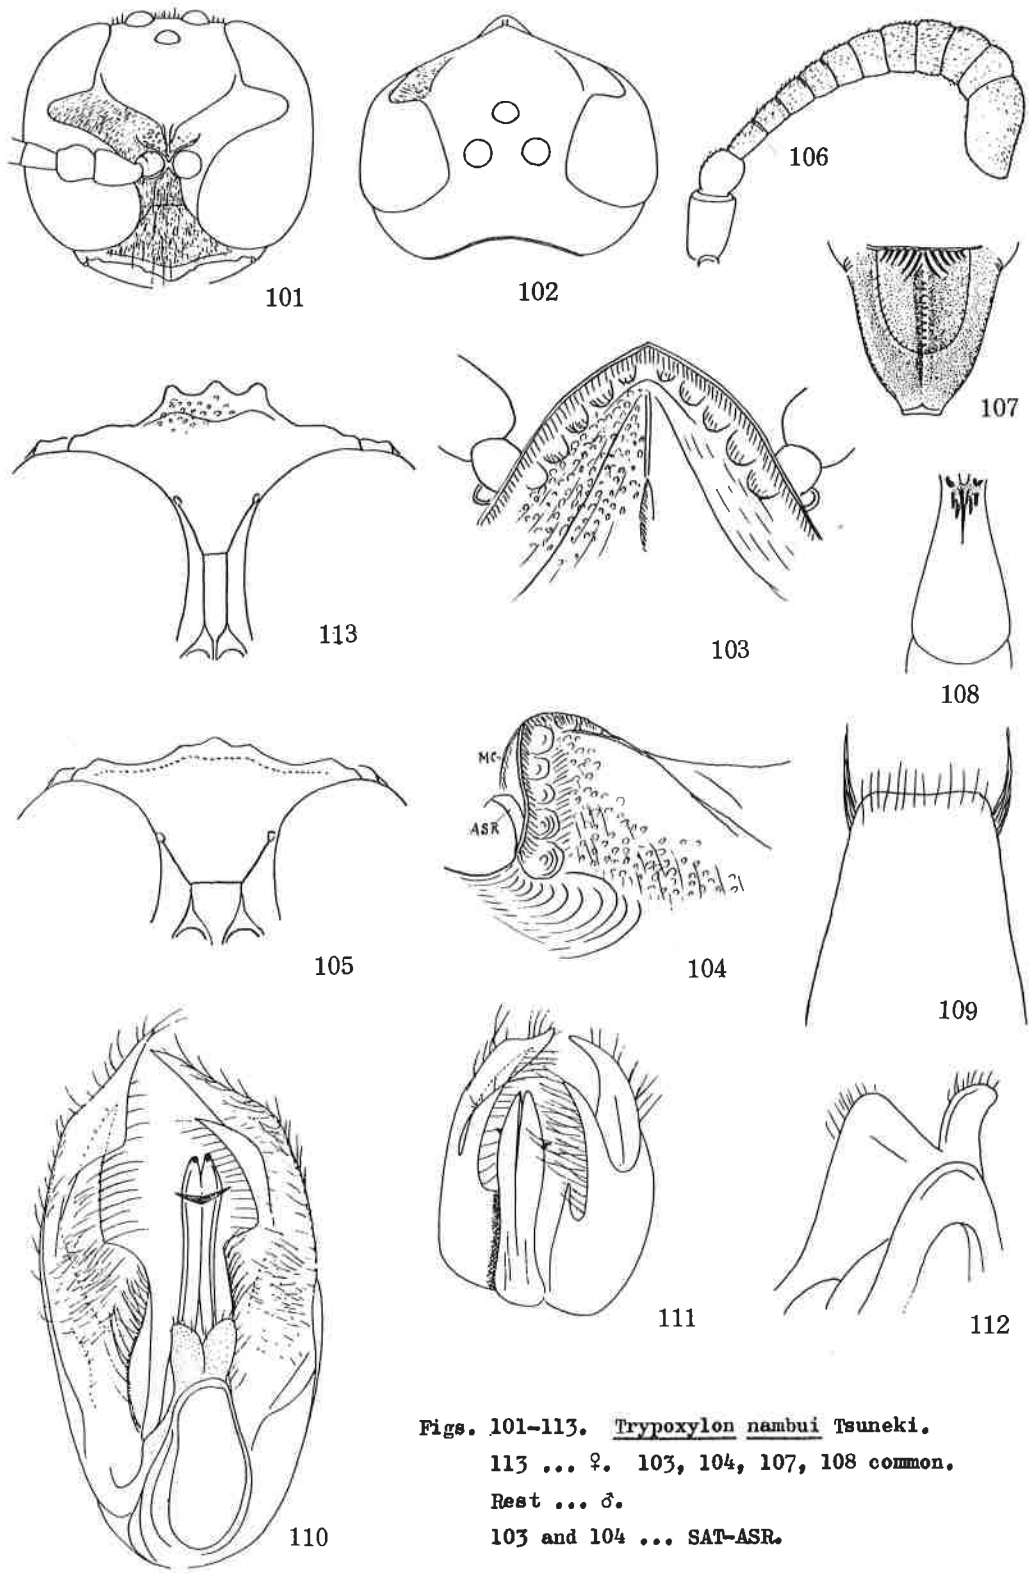 101
102
106
107
113
103
108
MC
ASR
105
104
109
110
111
112
Figs. 101-113. Trypoxylon nambui Tsuneki.
113 ... ♀. 103, 104, 107, 108 common.
Rest ... ♂.
103 and 104 ... SAT-ASR.